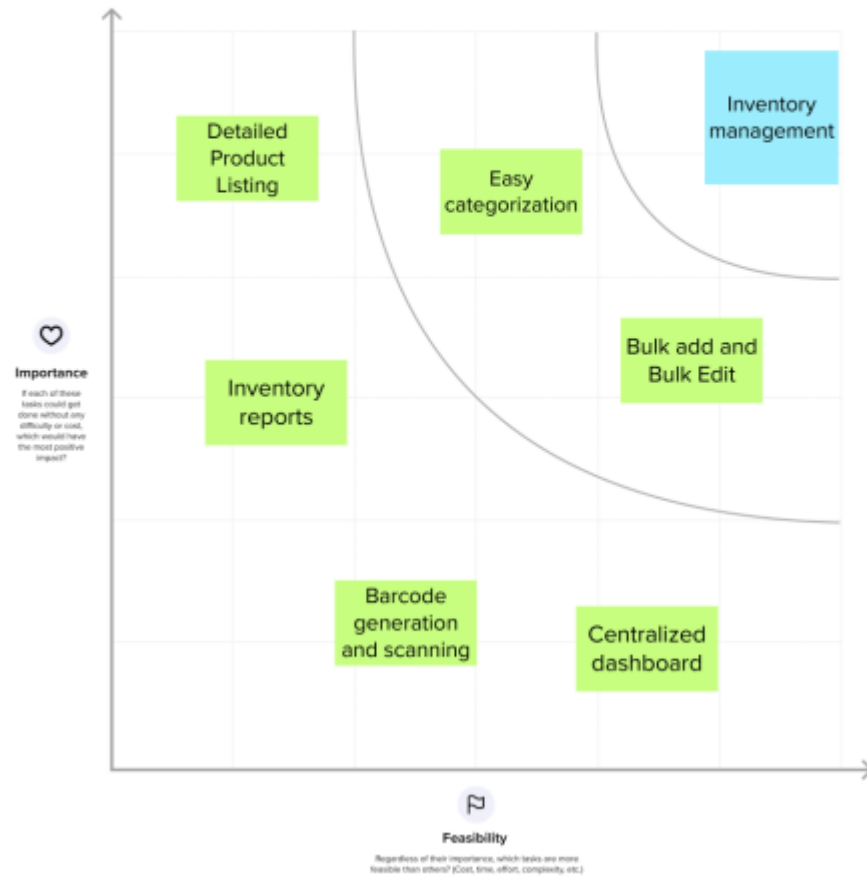 Inventory
management
Detailed
Product
Listing
Easy
categorization
Bulk add and
Bulk Edit
Inventory
reports
Importance
If each of these
tasks could get
done without any
difficulty or cost,
which would have
the most positive
impact?
Barcode
generation
and scanning
Centralized
dashboard
Feasibility
Regardless of their importance, which tasks are more
feasible than others? (Cost, time, effort, complexity, etc.)